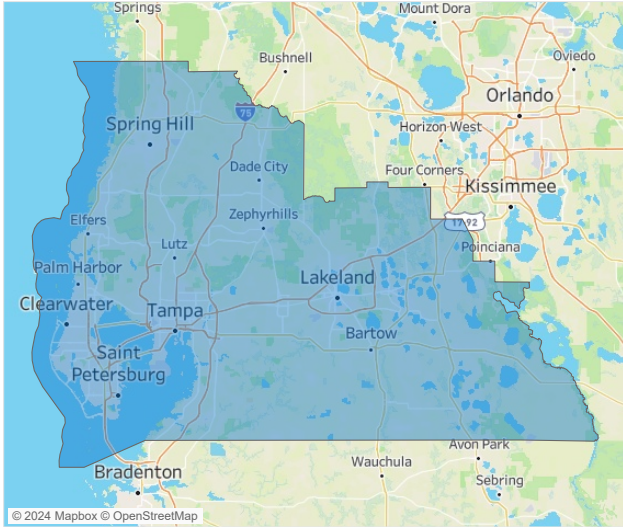 Springs
Mount Dora
Bushnell
Oviedo
Orlando
75
Spring Hill
Horizon West
Dade City
Four Corners
Kissimmee
Elfers
Zephyrhills
17-92
Lutz
Poinciana
Palm Harbor
Lakeland
Clearwater
Tampa
Bartow
Saint
Petersburg
Avon Park
Bradenton
Wauchula
Sebring
© 2024 Mapbox © OpenStreetMap